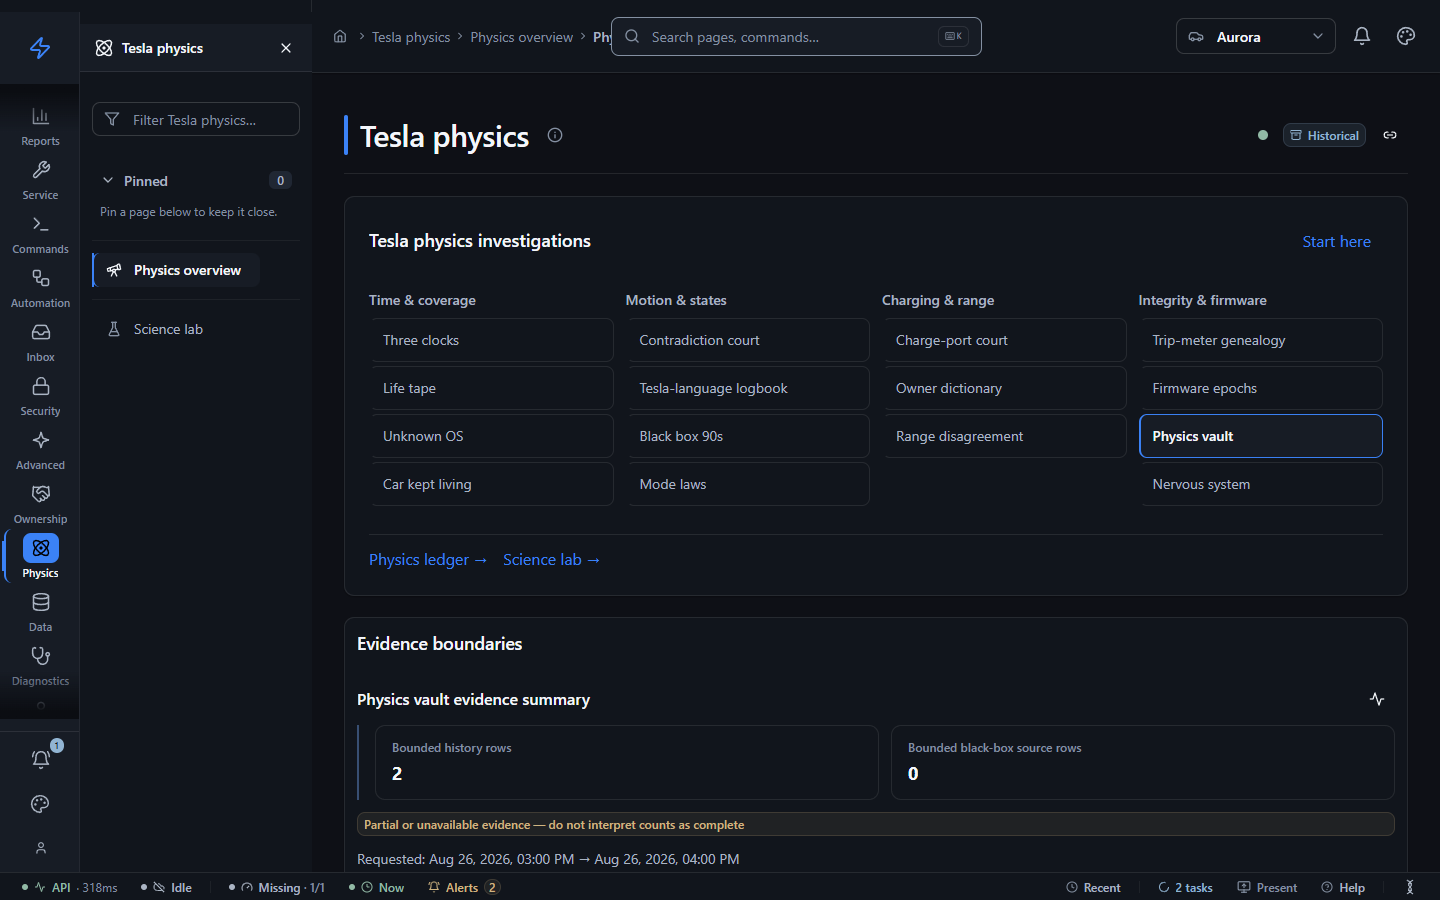 Tesla physics
Tesla physics
Physics overview
Search pages, commands...
K
Aurora
Reports
Service
Commands
Automation
Inbox
Security
Advanced
Ownership
Physics
Data
Diagnostics
1
Filter Tesla physics...
Pinned
0
Pin a page below to keep it close.
Physics overview
Science lab
Tesla physics
Historical
Tesla physics investigations
Start here
Time & coverage
Three clocks
Life tape
Unknown OS
Car kept living
Motion & states
Contradiction court
Tesla-language logbook
Black box 90s
Mode laws
Charging & range
Charge-port court
Owner dictionary
Range disagreement
Integrity & firmware
Trip-meter genealogy
Firmware epochs
Physics vault
Nervous system
Physics ledger →
Science lab →
Evidence boundaries
Physics vault evidence summary
Bounded history rows
2
Bounded black-box source rows
0
Partial or unavailable evidence — do not interpret counts as complete
Requested: Aug 26, 2026, 03:00 PM → Aug 26, 2026, 04:00 PM
API · 318ms
Idle
Missing · 1/1
Now
Alerts 2
Recent
2 tasks
Present
Help